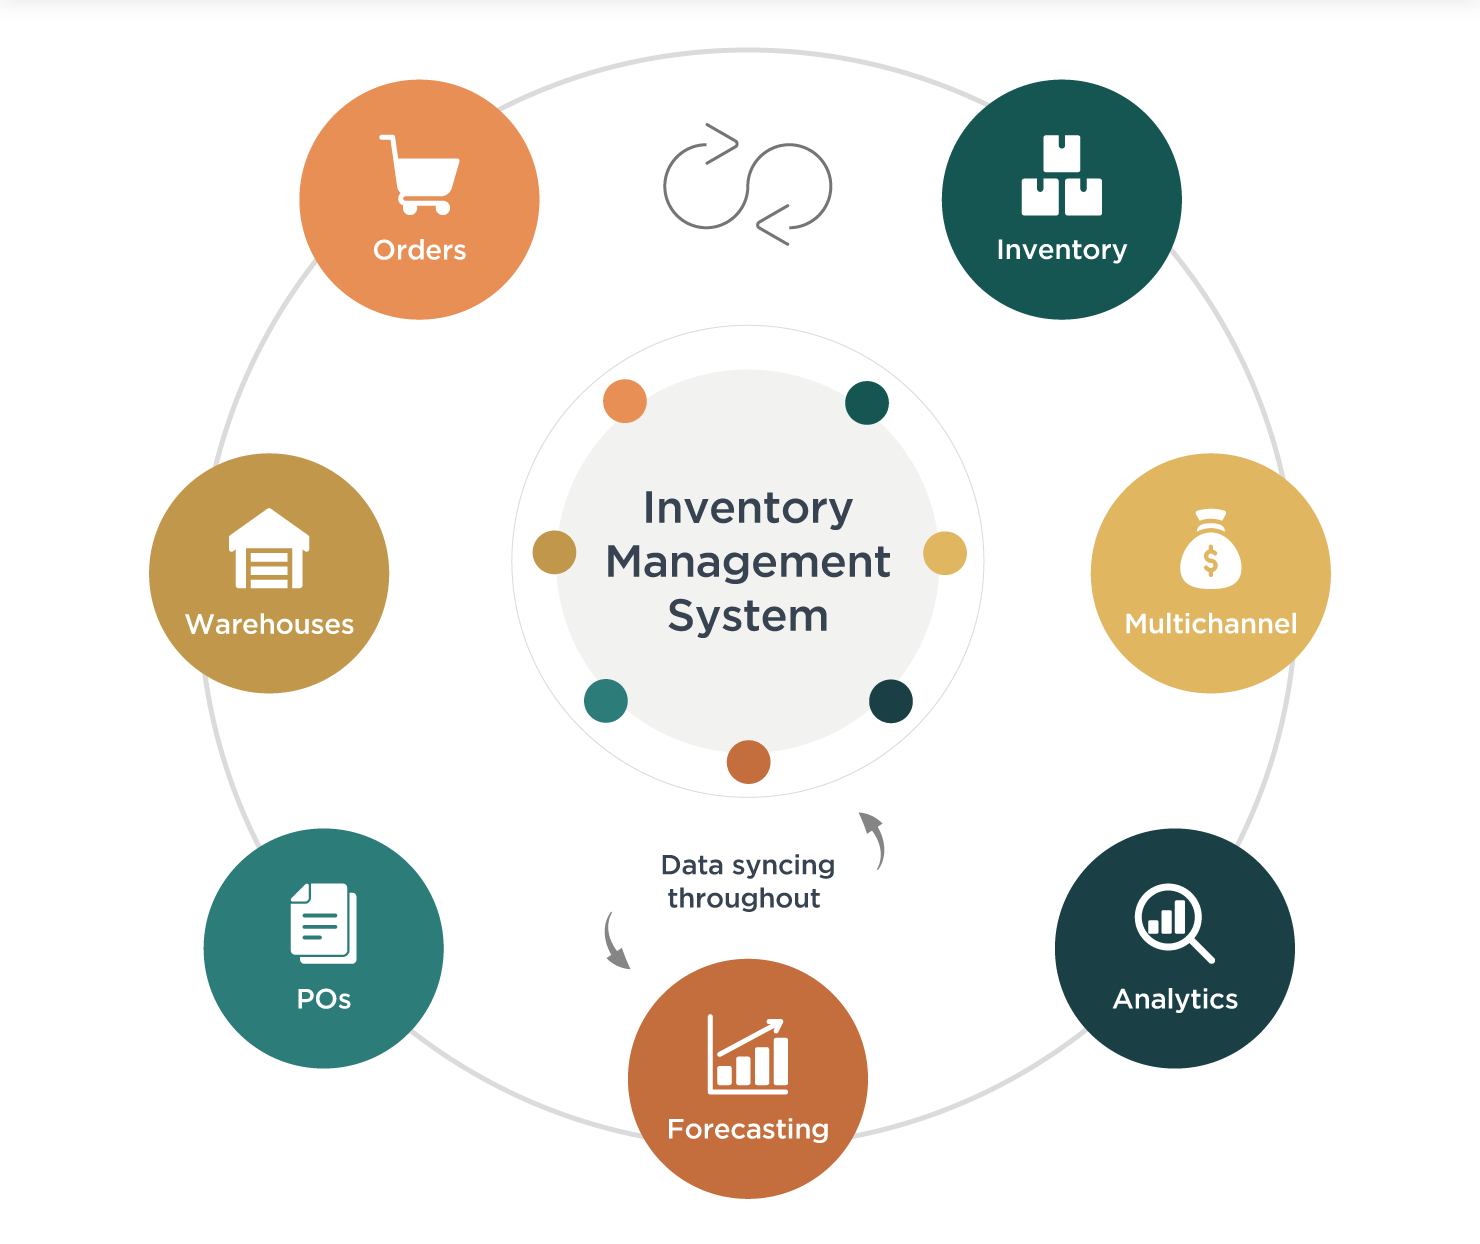 Orders
Inventory
Inventory
Management
System
Warehouses
$
Multichannel
Data syncing
throughout
POs
Analytics
Forecasting